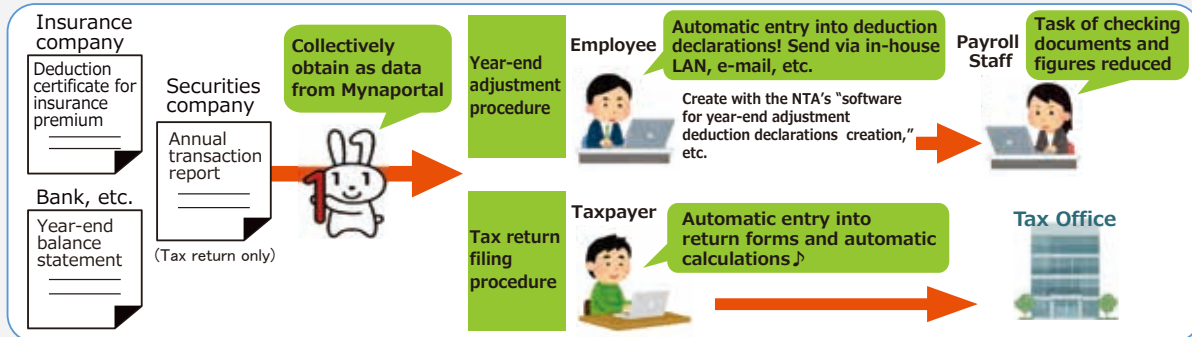 Insurance
company
Deduction
certificate for
insurance
premium
Bank, etc.
Year-end
balance
statement
Securities
company
Annual
transaction
report
(Tax return only)
Collectively
obtain as data
from Mynaportal
1
Year-end
adjustment
procedure
Employee
Automatic entry into deduction
declarations! Send via in-house
LAN, e-mail, etc.
Create with the NTA's “software
for year-end adjustment
deduction declarations creation,”
etc.
Payroll
Staff
Task of checking
documents and
figures reduced
Tax return
filing
procedure
Taxpayer
Automatic entry into
return forms and automatic
calculations♪
Tax Office